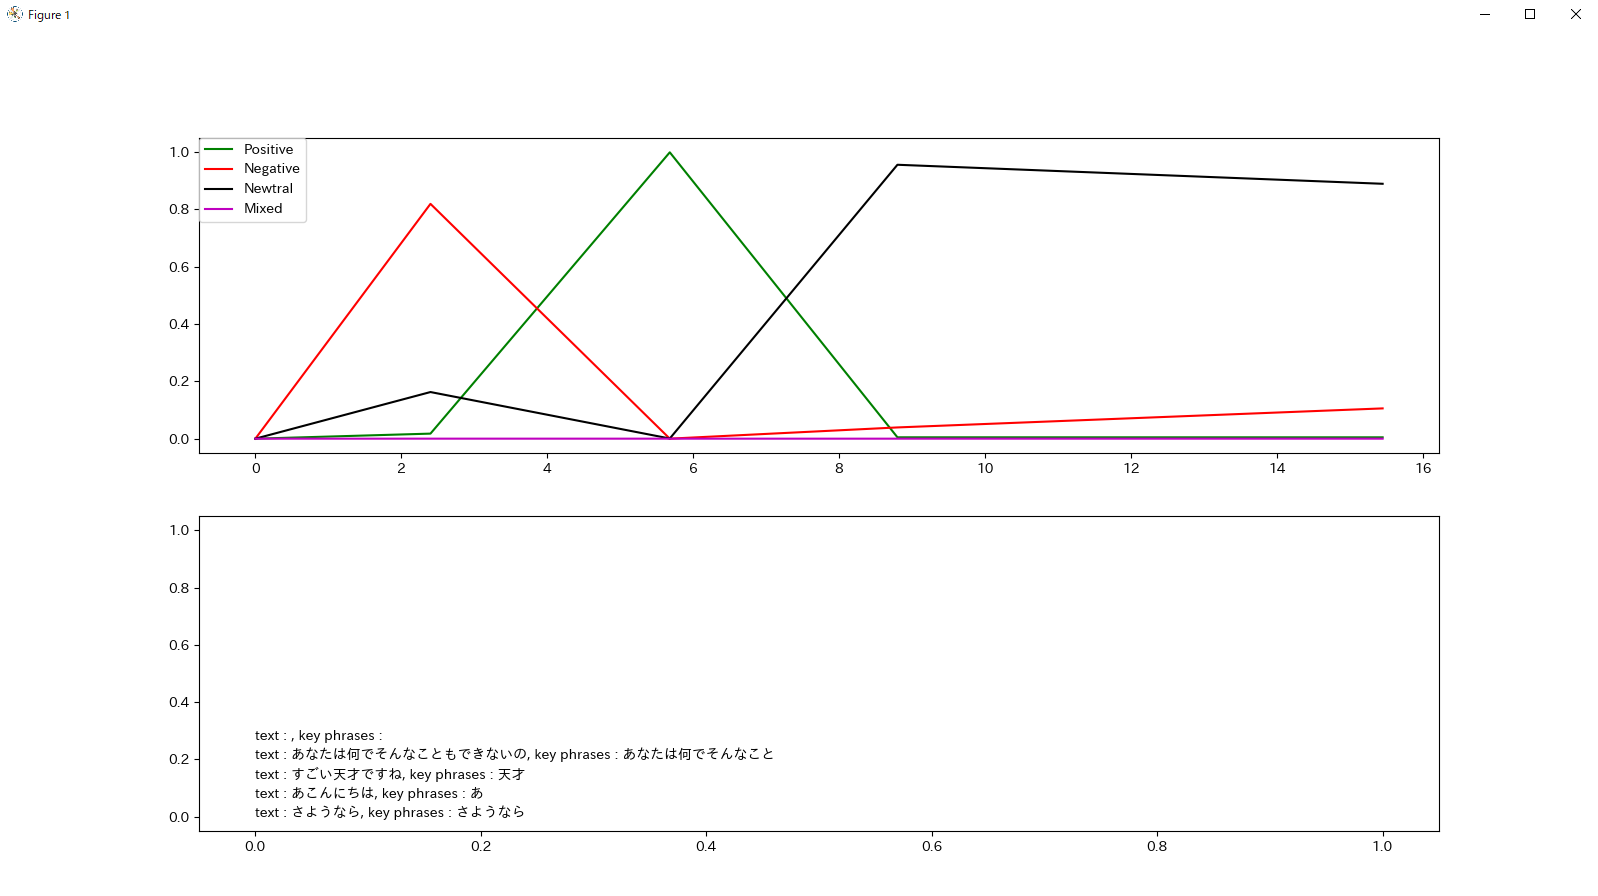 Figure 1
1.0
0.8
0.6
0.4
0.2
0.0
Positive
Negative
Newtral
Mixed
0 2 4 6 8 10 12 14 16
1.0
0.8
0.6
0.4
0.2
0.0
text : , key phrases :
text : あなたは何でそんなこともできないの, key phrases : あなたは何でそんなこと
text : すごい天才ですね, key phrases : 天才
text : あこんにちは, key phrases : あ
text : さようなら, key phrases : さようなら
0.0 0.2 0.4 0.6 0.8 1.0